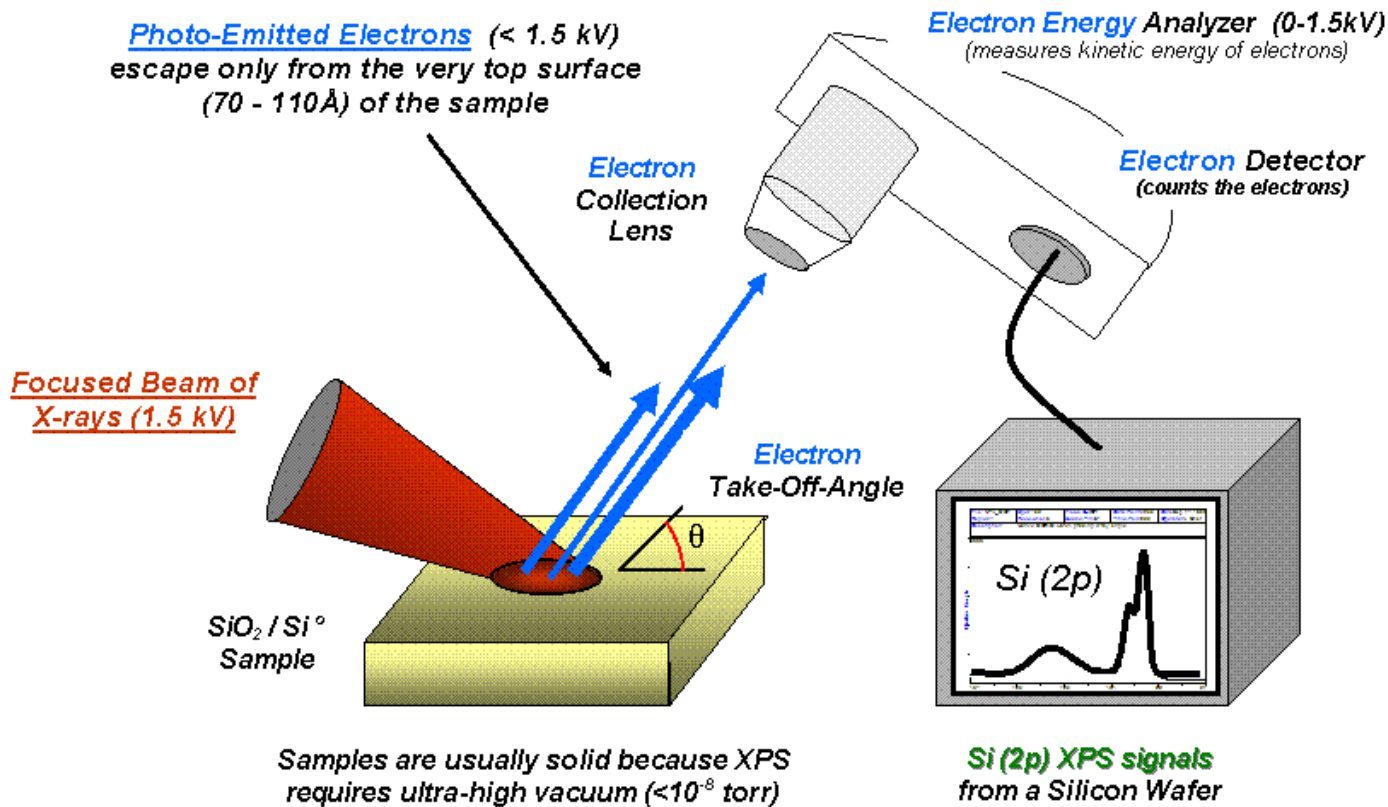 Photo-Emitted Electrons (< 1.5 kV)
escape only from the very top surface
(70 - 110Å) of the sample
Electron Energy Analyzer (0-1.5kV)
(measures kinetic energy of electrons)
Electron Detector
(counts the electrons)
Electron
Collection
Lens
Focused Beam of
X-rays (1.5 kV)
Electron
Take-Off-Angle
θ
SiO₂ / Si°
Sample
Si (2p)
Samples are usually solid because XPS
requires ultra-high vacuum (<10⁻⁸ torr)
Si (2p) XPS signals
from a Silicon Wafer